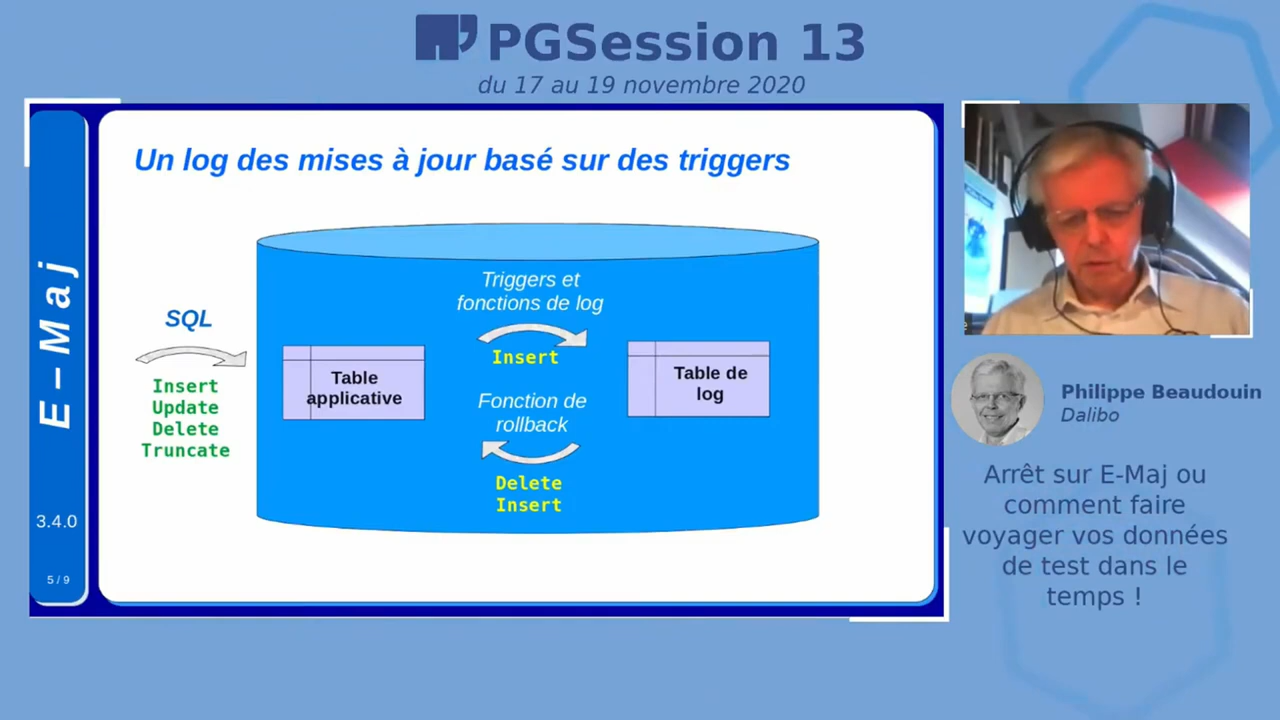 PGSession 13
du 17 au 19 novembre 2020
E - M a j
3.4.0
5 / 9
Un log des mises à jour basé sur des triggers
SQL
Insert
Update
Delete
Truncate
Table
applicative
Triggers et
fonctions de log
Insert
Fonction de
rollback
Delete
Insert
Table de
log
Philippe Beaudouin
Dalibo
Arrêt sur E-Maj ou
comment faire
voyager vos données
de test dans le
temps !